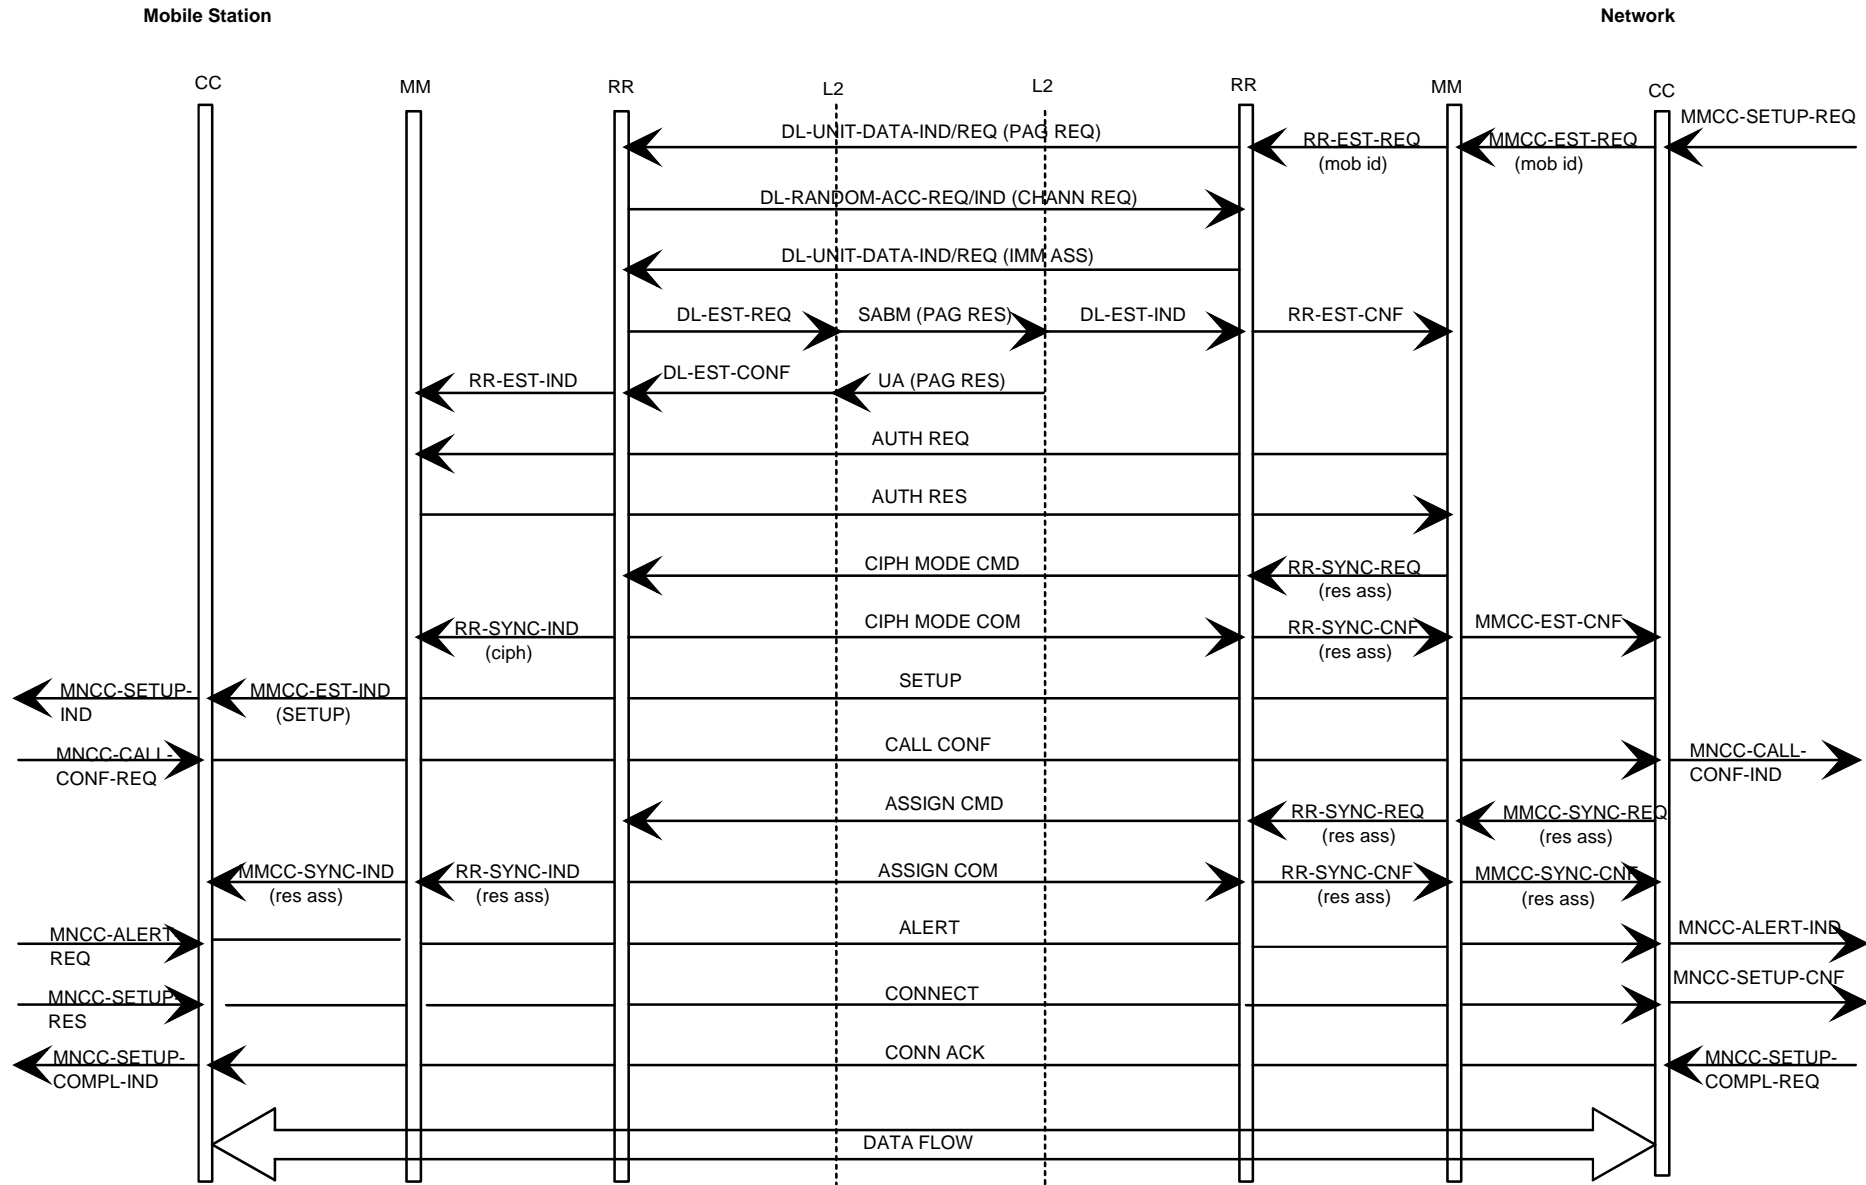 Mobile Station
Network
CC
MM
RR
L2
L2
RR
MM
CC
MMCC-SETUP-REQ
DL-UNIT-DATA-IND/REQ (PAG REQ)
RR-EST-REQ
(mob id)
MMCC-EST-REQ
(mob id)
DL-RANDOM-ACC-REQ/IND (CHANN REQ)
DL-UNIT-DATA-IND/REQ (IMM ASS)
DL-EST-REQ
SABM (PAG RES)
DL-EST-IND
RR-EST-CNF
RR-EST-IND
DL-EST-CONF
UA (PAG RES)
AUTH REQ
AUTH RES
CIPH MODE CMD
RR-SYNC-REQ
(res ass)
RR-SYNC-IND
(ciph)
CIPH MODE COM
RR-SYNC-CNF
(res ass)
MMCC-EST-CNF
MNCC-SETUP-
IND
MMCC-EST-IND
(SETUP)
SETUP
MNCC-CALL-
CONF-REQ
CALL CONF
MNCC-CALL-
CONF-IND
ASSIGN CMD
RR-SYNC-REQ
(res ass)
MMCC-SYNC-REQ
(res ass)
MMCC-SYNC-IND
(res ass)
RR-SYNC-IND
(res ass)
ASSIGN COM
RR-SYNC-CNF
(res ass)
MMCC-SYNC-CNF
(res ass)
MNCC-ALERT-
REQ
ALERT
MNCC-ALERT-IND
MNCC-SETUP-
RES
CONNECT
MNCC-SETUP-CNF
MNCC-SETUP-
COMPL-IND
CONN ACK
MNCC-SETUP-
COMPL-REQ
DATA FLOW